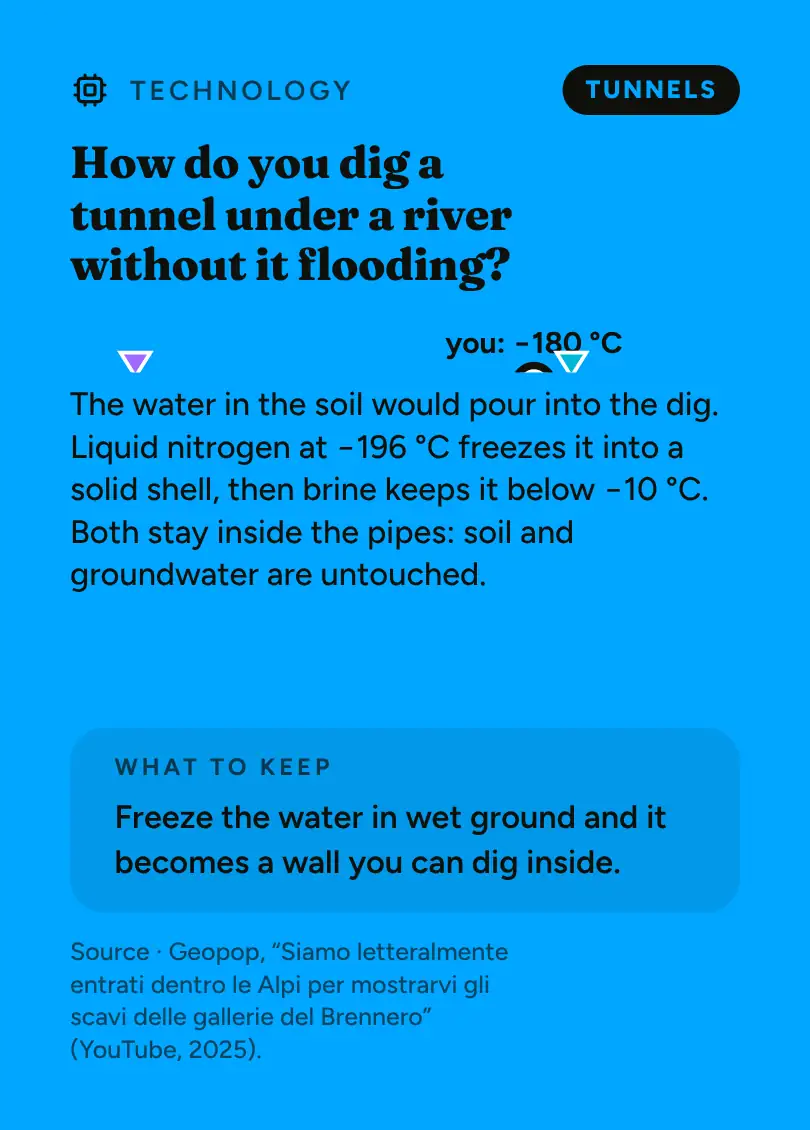 TECHNOLOGY
TUNNELS
How do you dig a
tunnel under a river
without it flooding?
you: −180 °C
The water in the soil would pour into the dig.
Liquid nitrogen at −196 °C freezes it into a
solid shell, then brine keeps it below −10 °C.
Both stay inside the pipes: soil and
groundwater are untouched.
WHAT TO KEEP
Freeze the water in wet ground and it
becomes a wall you can dig inside.
Source · Geopop, “Siamo letteralmente
entrati dentro le Alpi per mostrarvi gli
scavi delle gallerie del Brennero”
(YouTube, 2025).